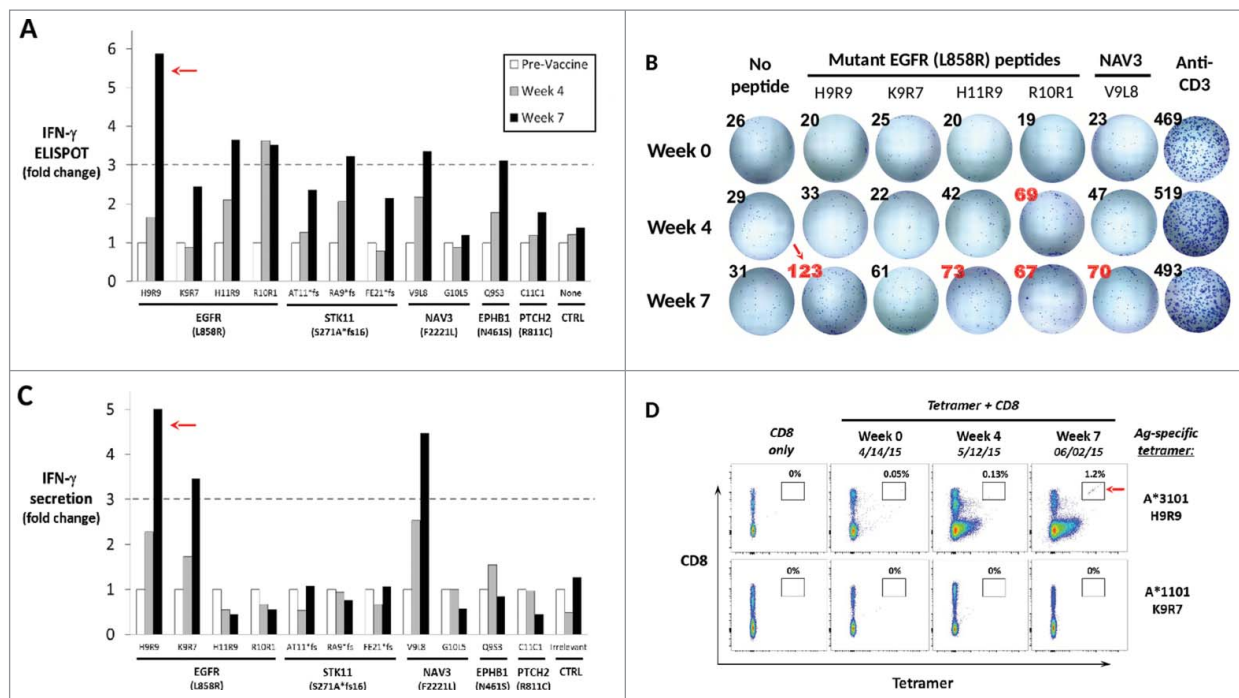 A
6
5
4
3
2
1
0
IFN-γ
ELISPOT
(fold change)
Pre-Vaccine
Week 4
Week 7
H9R9 K9R7 H11R9 R10R1 AT11*fs RA9*fs FE21*fs V9L8 G10L5 Q9S3 C11C1 None
EGFR STK11 NAV3 EPHB1 PTCH2 CTRL
(L858R) (S271A*fs16) (F2221L) (N461S) (R811C)
B
No peptide
Mutant EGFR (L858R) peptides
NAV3
Anti-CD3
H9R9 K9R7 H11R9 R10R1 V9L8
Week 0
26 20 25 20 19 23 469
Week 4
29 33 22 42 69 47 519
Week 7
31 123 61 73 67 70 493
C
5
4
3
2
1
0
IFN-γ
secretion
(fold change)
H9R9 K9R7 H11R9 R10R1 AT11*fs RA9*fs FE21*fs V9L8 G10L5 Q9S3 C11C1 Irrelevant
EGFR STK11 NAV3 EPHB1 PTCH2 CTRL
(L858R) (S271A*fs16) (F2221L) (N461S) (R811C)
D
Tetramer + CD8
CD8 only
Week 0 Week 4 Week 7
4/14/15 5/12/15 06/02/15
Ag-specific
tetramer:
0% 0.05% 0.13% 1.2%
A*3101
H9R9
CD8
0% 0% 0% 0%
A*1101
K9R7
Tetramer